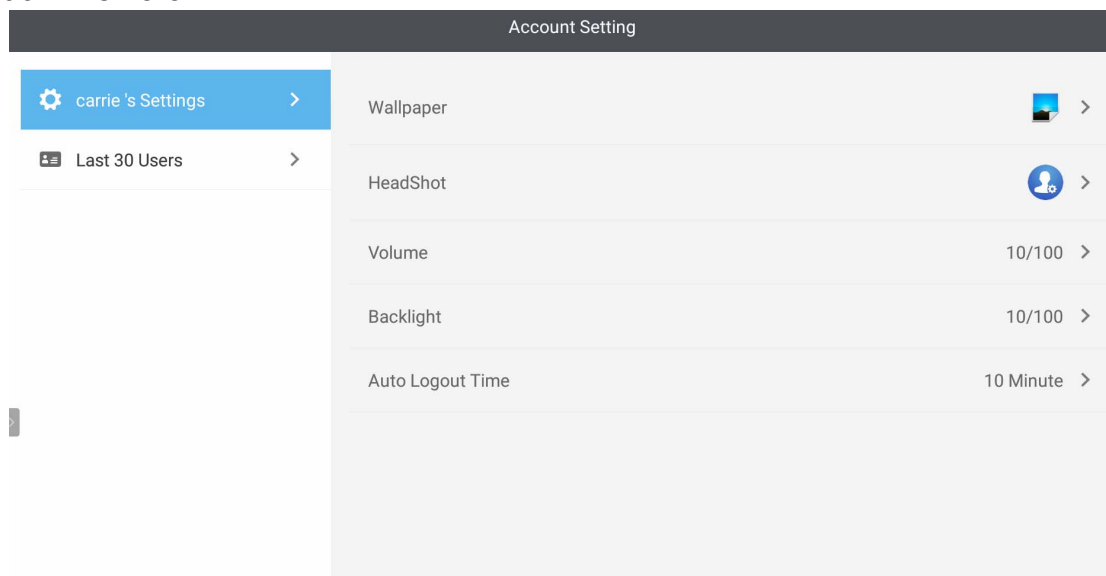 Account Setting
carrie 's Settings
Last 30 Users
Wallpaper
HeadShot
Volume 10/100
Backlight 10/100
Auto Logout Time 10 Minute